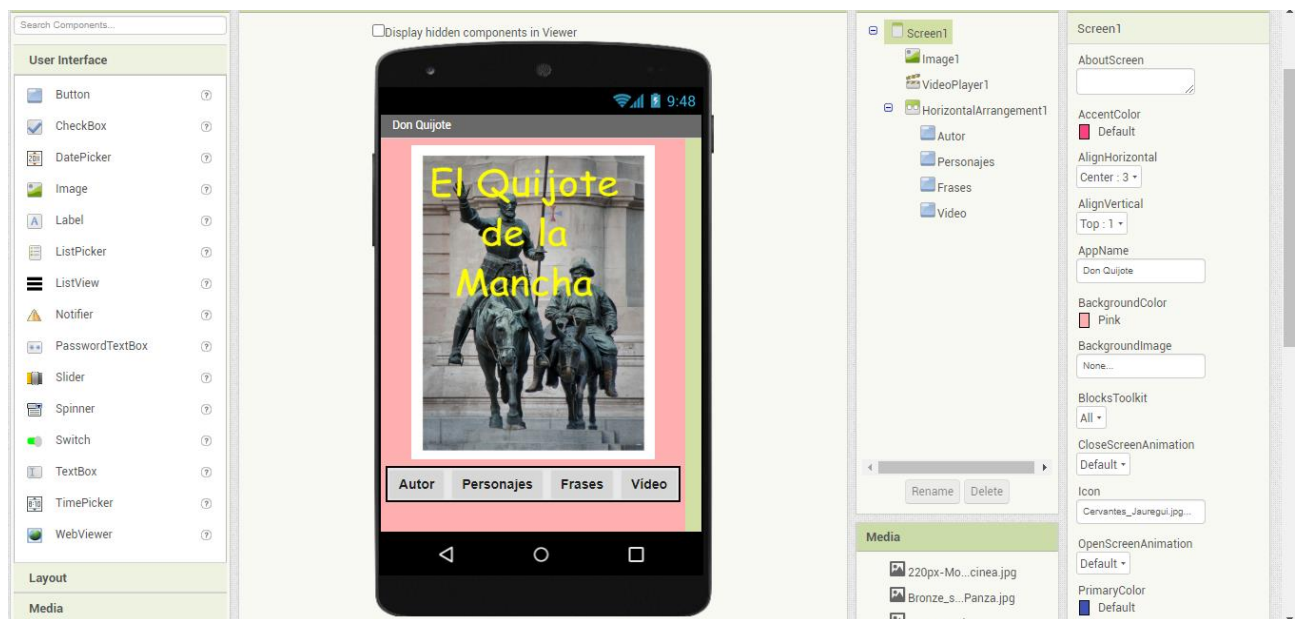 Search Components...
User Interface
Button
CheckBox
DatePicker
Image
Label
ListPicker
ListView
Notifier
PasswordTextBox
Slider
Spinner
Switch
TextBox
TimePicker
WebViewer
Layout
Media
Display hidden components in Viewer
9:48
Don Quijote
El Quijote
de la
Mancha
Autor Personajes Frases Video
Screen1
Image1
VideoPlayer1
HorizontalArrangement1
Autor
Personajes
Frases
Video
Rename Delete
Media
220px-Mo...cinea.jpg
Bronze_s...Panza.jpg
Screen1
AboutScreen
AccentColor
Default
AlignHorizontal
Center : 3
AlignVertical
Top : 1
AppName
Don Quijote
BackgroundColor
Pink
BackgroundImage
None...
BlocksToolkit
All
CloseScreenAnimation
Default
Icon
Cervantes_Jauregui.jpg...
OpenScreenAnimation
Default
PrimaryColor
Default